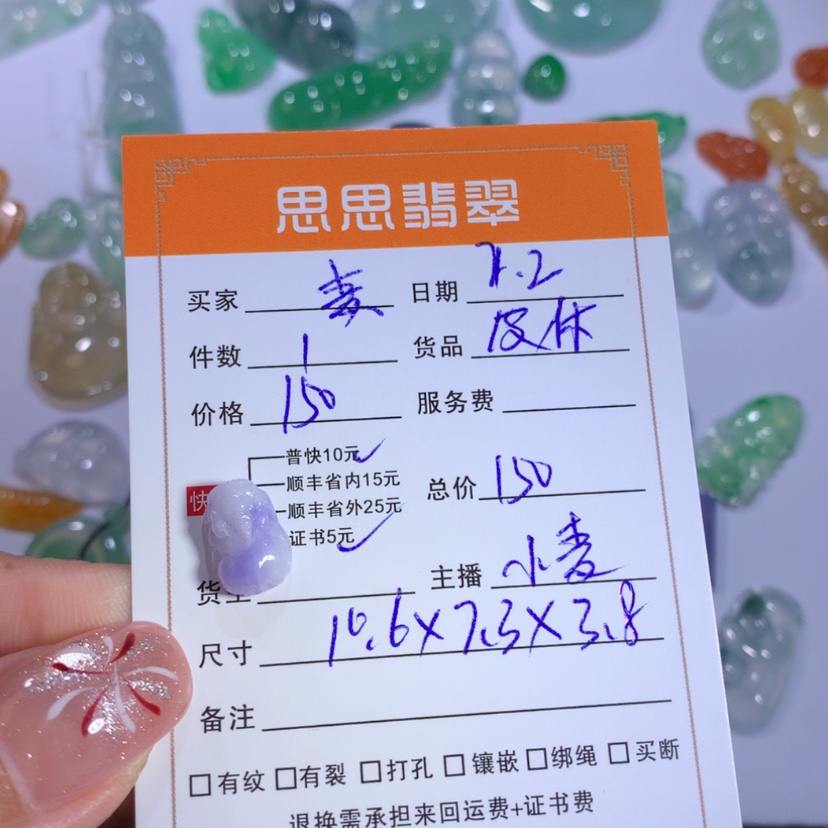 思思翡翠
买家 麦 日期 7.2
件数 1 货品
价格 150 服务费
普快10元✓
快 顺丰省内15元 总价 150
顺丰省外25元
证书5元✓
货主 主播 小麦
尺寸 10.6×7.3×3.8
备注
□有纹 □有裂 □打孔 □镶嵌 □绑绳 □买断
退换需承担来回运费+证书费